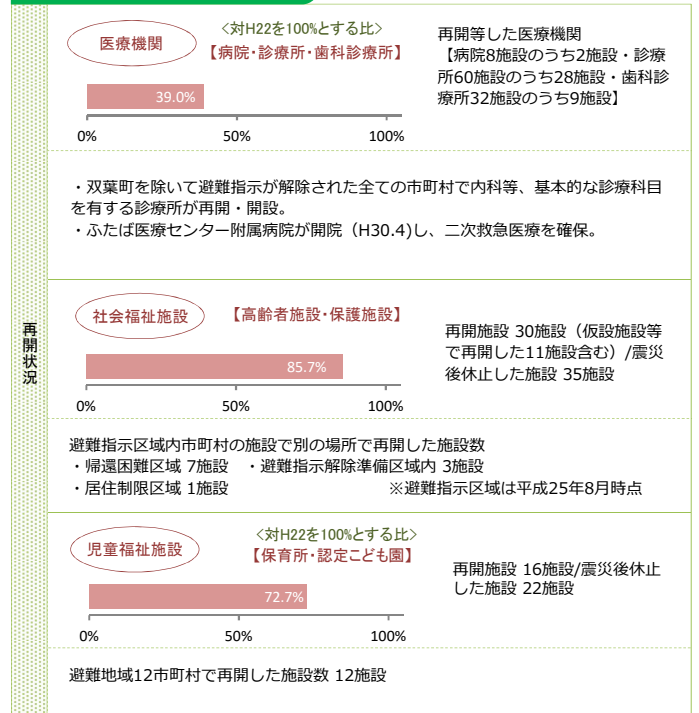 再開状況
医療機関
<対H22を100%とする比>
【病院・診療所・歯科診療所】
39.0%
0% 50% 100%
再開等した医療機関
【病院8施設のうち2施設・診療
所60施設のうち28施設・歯科診
療所32施設のうち9施設】
・双葉町を除いて避難指示が解除された全ての市町村で内科等、基本的な診療科目
を有する診療所が再開・開設。
・ふたば医療センター附属病院が開院（H30.4)し、二次救急医療を確保。
社会福祉施設
【高齢者施設・保護施設】
85.7%
0% 50% 100%
再開施設 30施設（仮設施設等
で再開した11施設含む）/震災
後休止した施設 35施設
避難指示区域内市町村の施設で別の場所で再開した施設数
・帰還困難区域 7施設 ・避難指示解除準備区域内 3施設
・居住制限区域 1施設 ※避難指示区域は平成25年8月時点
児童福祉施設
<対H22を100%とする比>
【保育所・認定こども園】
72.7%
0% 50% 100%
再開施設 16施設/震災後休止
した施設 22施設
避難地域12市町村で再開した施設数 12施設